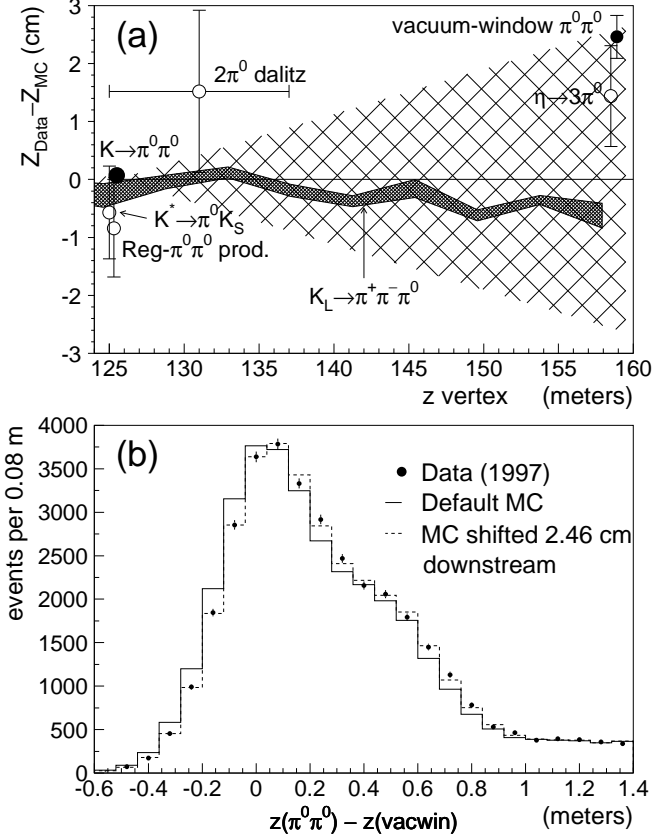 Z_Data−Z_MC (cm)
3
2
1
0
-1
-2
-3
(a)
vacuum-window π⁰π⁰
2π⁰ dalitz
η→3π⁰
K→π⁰π⁰
K*→π⁰K_S
Reg-π⁰π⁰ prod.
K_L→π⁺π⁻π⁰
125 130 135 140 145 150 155 160
z vertex (meters)
events per 0.08 m
4000
3500
3000
2500
2000
1500
1000
500
0
(b)
Data (1997)
Default MC
MC shifted 2.46 cm
downstream
-0.6 -0.4 -0.2 0 0.2 0.4 0.6 0.8 1 1.2 1.4
z(π⁰π⁰) − z(vacwin) (meters)